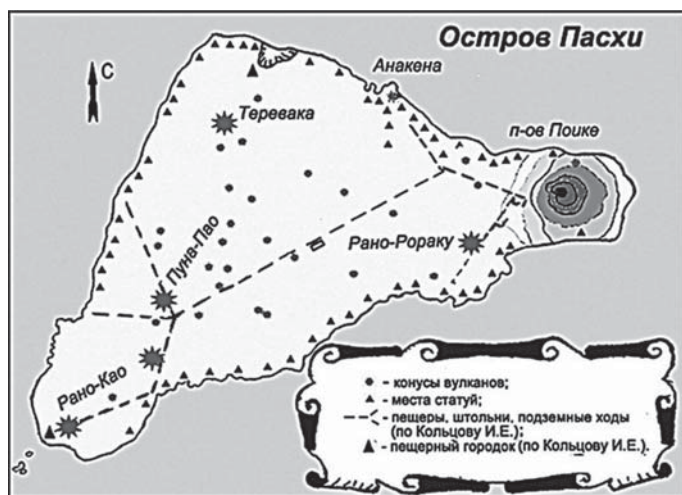 Остров Пасхи
С
Анакена
Теревака
п-ов Поике
Пуна-Пао
Рано-Рораку
Рано-Као
- конусы вулканов;
- места статуй;
- пещеры, штольни, подземные ходы
(по Кольцову И.Е.);
- пещерный городок (по Кольцову И.Е.).